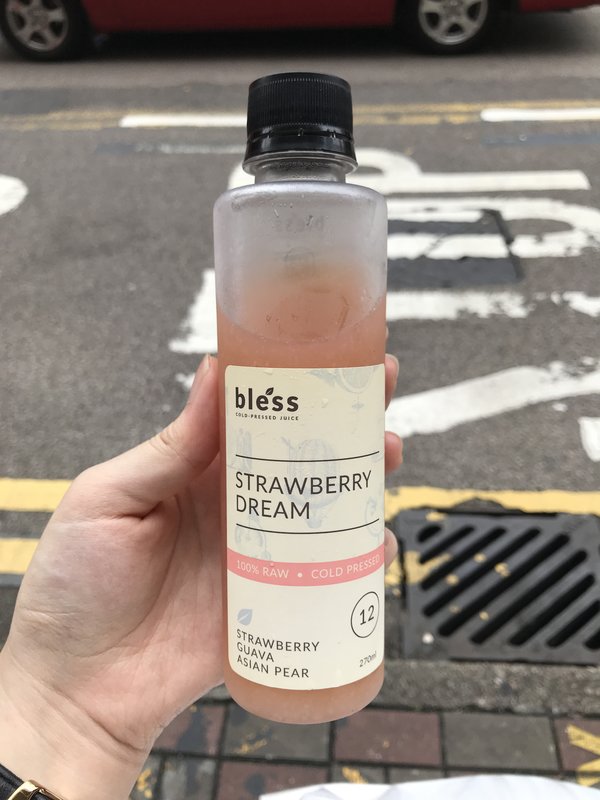 bless
COLD-PRESSED JUICE
STRAWBERRY
DREAM
100% RAW • COLD PRESSED
12
STRAWBERRY
GUAVA
ASIAN PEAR
270ml